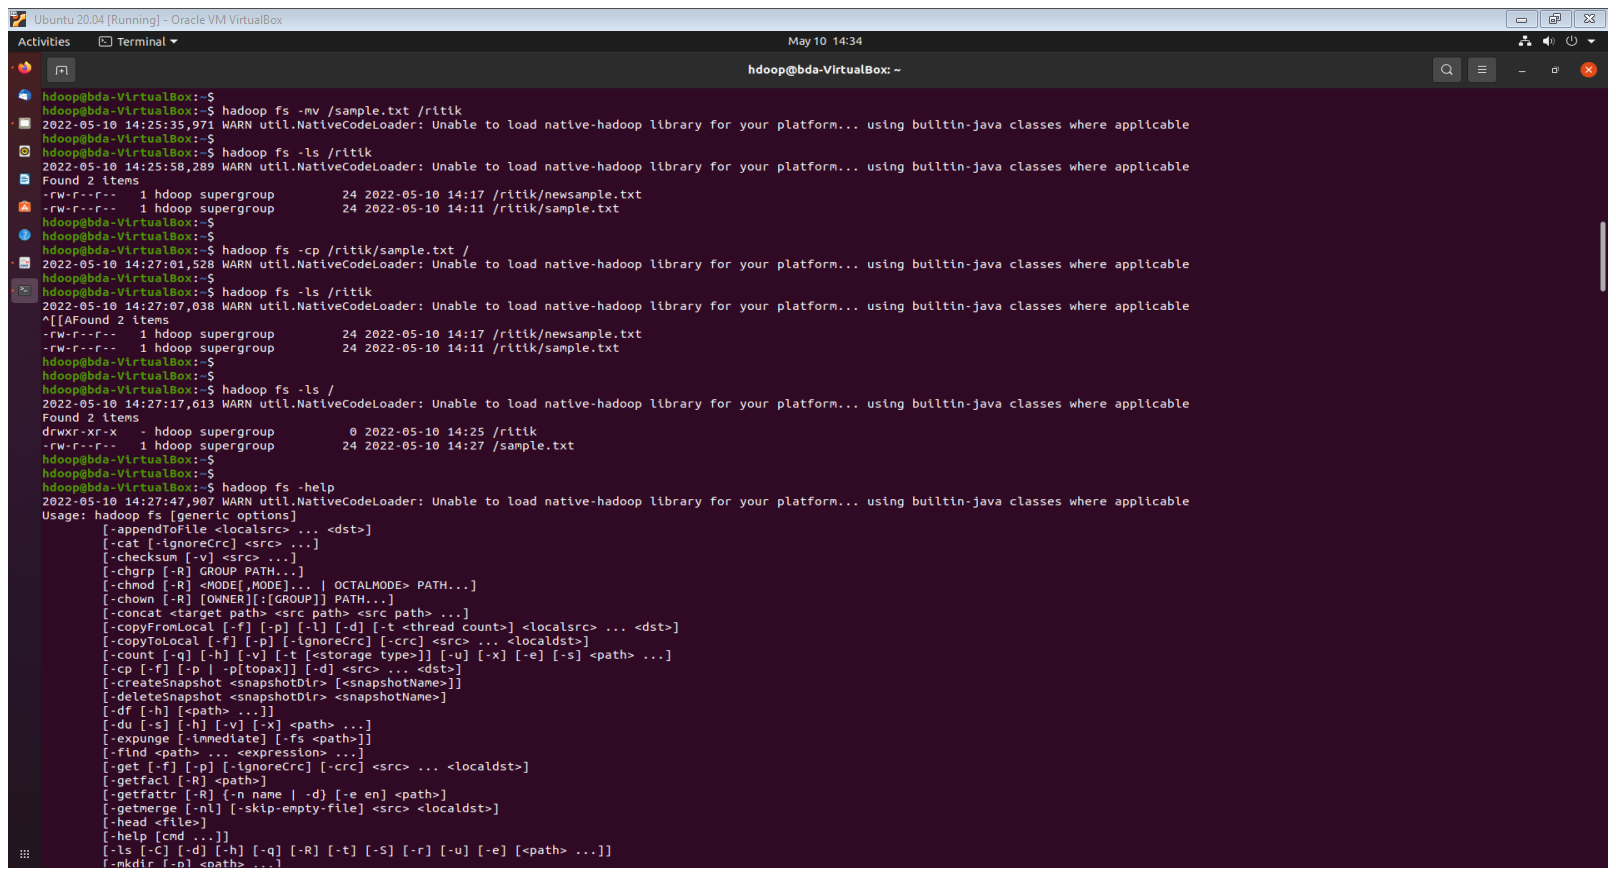 Ubuntu 20.04 [Running] - Oracle VM VirtualBox
Activities Terminal May 10 14:34
hdoop@bda-VirtualBox: ~
hdoop@bda-VirtualBox:~$
hdoop@bda-VirtualBox:~$ hadoop fs -mv /sample.txt /ritik
2022-05-10 14:25:35,971 WARN util.NativeCodeLoader: Unable to load native-hadoop library for your platform... using builtin-java classes where applicable
hdoop@bda-VirtualBox:~$
hdoop@bda-VirtualBox:~$ hadoop fs -ls /ritik
2022-05-10 14:25:58,289 WARN util.NativeCodeLoader: Unable to load native-hadoop library for your platform... using builtin-java classes where applicable
Found 2 items
-rw-r--r--   1 hdoop supergroup         24 2022-05-10 14:17 /ritik/newsample.txt
-rw-r--r--   1 hdoop supergroup         24 2022-05-10 14:11 /ritik/sample.txt
hdoop@bda-VirtualBox:~$
hdoop@bda-VirtualBox:~$
hdoop@bda-VirtualBox:~$ hadoop fs -cp /ritik/sample.txt /
2022-05-10 14:27:01,528 WARN util.NativeCodeLoader: Unable to load native-hadoop library for your platform... using builtin-java classes where applicable
hdoop@bda-VirtualBox:~$
hdoop@bda-VirtualBox:~$ hadoop fs -ls /ritik
2022-05-10 14:27:07,038 WARN util.NativeCodeLoader: Unable to load native-hadoop library for your platform... using builtin-java classes where applicable
^[[AFound 2 items
-rw-r--r--   1 hdoop supergroup         24 2022-05-10 14:17 /ritik/newsample.txt
-rw-r--r--   1 hdoop supergroup         24 2022-05-10 14:11 /ritik/sample.txt
hdoop@bda-VirtualBox:~$
hdoop@bda-VirtualBox:~$
hdoop@bda-VirtualBox:~$ hadoop fs -ls /
2022-05-10 14:27:17,613 WARN util.NativeCodeLoader: Unable to load native-hadoop library for your platform... using builtin-java classes where applicable
Found 2 items
drwxr-xr-x   - hdoop supergroup          0 2022-05-10 14:25 /ritik
-rw-r--r--   1 hdoop supergroup         24 2022-05-10 14:27 /sample.txt
hdoop@bda-VirtualBox:~$
hdoop@bda-VirtualBox:~$
hdoop@bda-VirtualBox:~$ hadoop fs -help
2022-05-10 14:27:47,907 WARN util.NativeCodeLoader: Unable to load native-hadoop library for your platform... using builtin-java classes where applicable
Usage: hadoop fs [generic options]
[-appendToFile <localsrc> ... <dst>]
[-cat [-ignoreCrc] <src> ...]
[-checksum [-v] <src> ...]
[-chgrp [-R] GROUP PATH...]
[-chmod [-R] <MODE[,MODE]... | OCTALMODE> PATH...]
[-chown [-R] [OWNER][:[GROUP]] PATH...]
[-concat <target path> <src path> <src path> ...]
[-copyFromLocal [-f] [-p] [-l] [-d] [-t <thread count>] <localsrc> ... <dst>]
[-copyToLocal [-f] [-p] [-ignoreCrc] [-crc] <src> ... <localdst>]
[-count [-q] [-h] [-v] [-t [<storage type>]] [-u] [-x] [-e] [-s] <path> ...]
[-cp [-f] [-p | -p[topax]] [-d] <src> ... <dst>]
[-createSnapshot <snapshotDir> [<snapshotName>]]
[-deleteSnapshot <snapshotDir> <snapshotName>]
[-df [-h] [<path> ...]]
[-du [-s] [-h] [-v] [-x] <path> ...]
[-expunge [-immediate] [-fs <path>]]
[-find <path> ... <expression> ...]
[-get [-f] [-p] [-ignoreCrc] [-crc] <src> ... <localdst>]
[-getfacl [-R] <path>]
[-getfattr [-R] {-n name | -d} [-e en] <path>]
[-getmerge [-nl] [-skip-empty-file] <src> <localdst>]
[-head <file>]
[-help [cmd ...]]
[-ls [-C] [-d] [-h] [-q] [-R] [-t] [-S] [-r] [-u] [-e] [<path> ...]]
[-mkdir [-p] <path> ...]